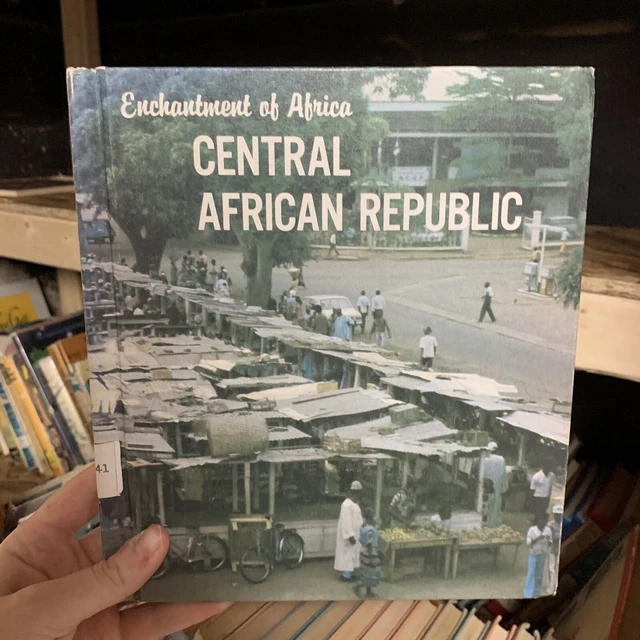 Enchantment of Africa
CENTRAL
AFRICAN REPUBLIC
41